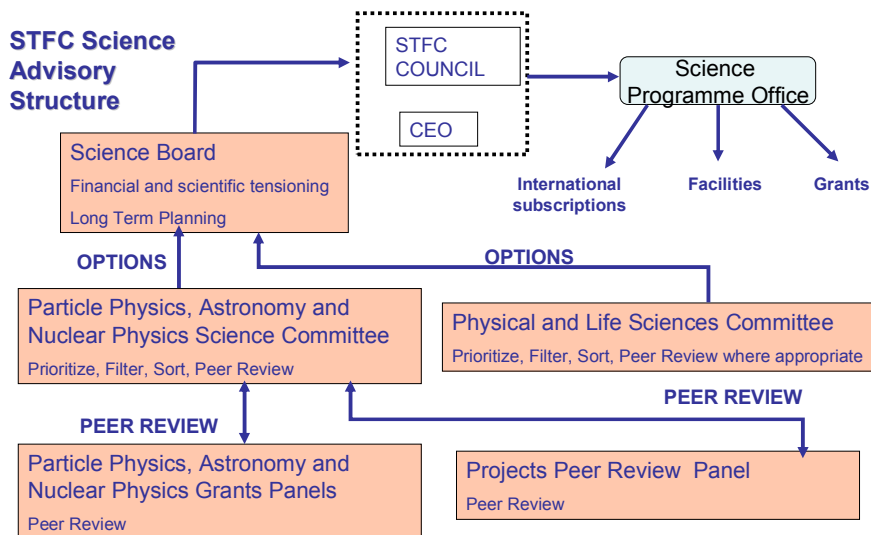 STFC Science
Advisory
Structure
STFC
COUNCIL
CEO
Science
Programme Office
International
subscriptions
Facilities
Grants
Science Board
Financial and scientific tensioning
Long Term Planning
OPTIONS
OPTIONS
Particle Physics, Astronomy and
Nuclear Physics Science Committee
Prioritize, Filter, Sort, Peer Review
Physical and Life Sciences Committee
Prioritize, Filter, Sort, Peer Review where appropriate
PEER REVIEW
PEER REVIEW
Particle Physics, Astronomy and
Nuclear Physics Grants Panels
Peer Review
Projects Peer Review Panel
Peer Review